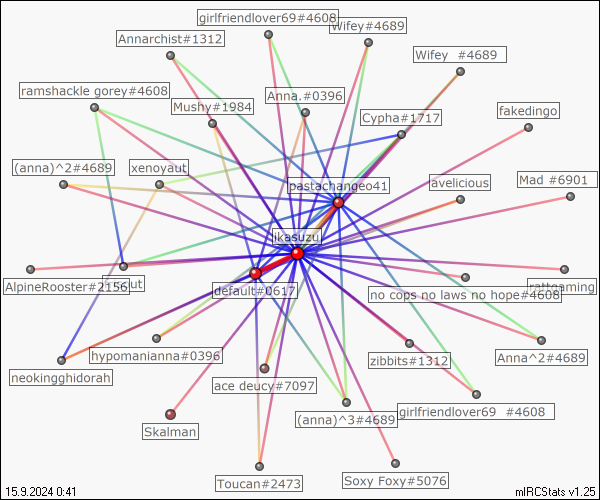 girlfriendlover69#4608
Wifey#4689
Annarchist#1312
Wifey  #4689
ramshackle gorey#4608
Mushy#1984
Anna.#0396
Cypha#1717
fakedingo
(anna)^2#4689
xenoyaut
pastachangeo41
avelicious
Mad #6901
ikasuzu
AlpineRooster#2156
default#0617
no cops no laws no hope#4608
rattgaming
hypomanianna#0396
zibbits#1312
Anna^2#4689
neokingghidorah
ace deucy#7097
(anna)^3#4689
girlfriendlover69  #4608
Skalman
Toucan#2473
Soxy Foxy#5076
15.9.2024 0:41
mIRCStats v1.25